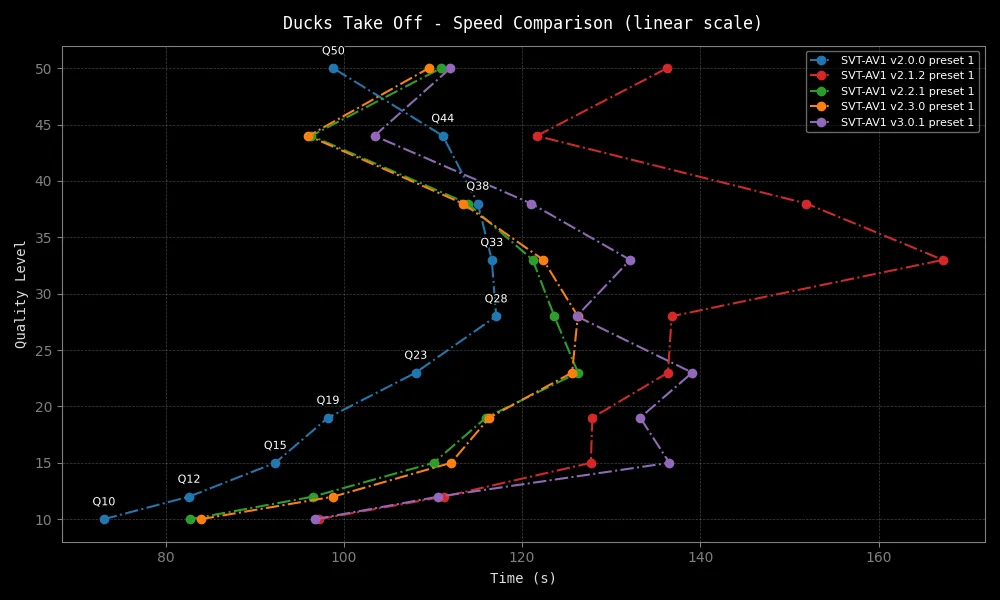 Ducks Take Off - Speed Comparison (linear scale)
SVT-AV1 v2.0.0 preset 1
SVT-AV1 v2.1.2 preset 1
SVT-AV1 v2.2.1 preset 1
SVT-AV1 v2.3.0 preset 1
SVT-AV1 v3.0.1 preset 1
Q50
Q44
Q38
Q33
Q28
Q23
Q19
Q15
Q12
Q10
Quality Level
50
45
40
35
30
25
20
15
10
80 100 120 140 160
Time (s)